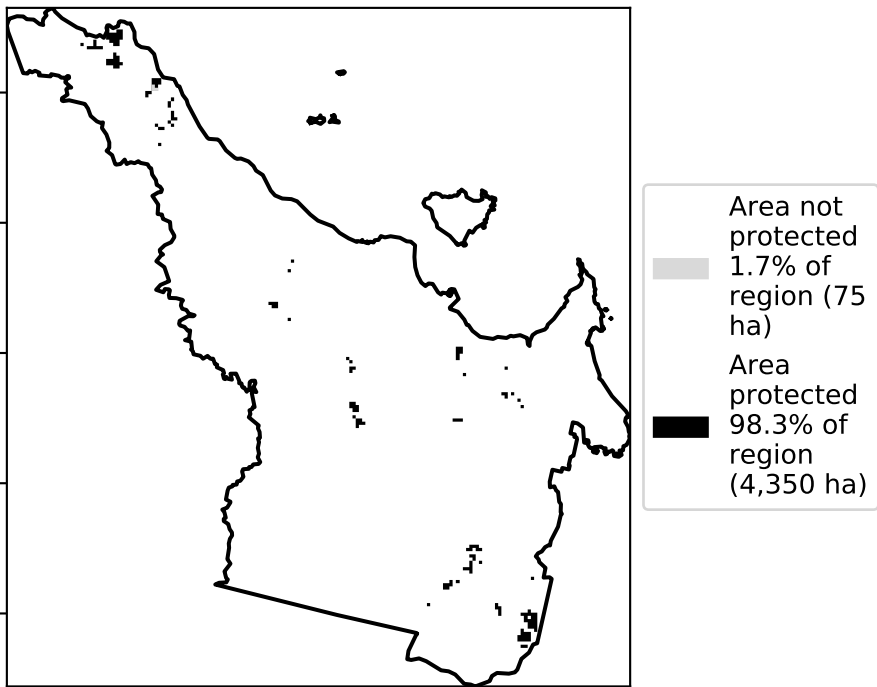 Area not
protected
1.7% of
region (75
ha)
Area
protected
98.3% of
region
(4,350 ha)